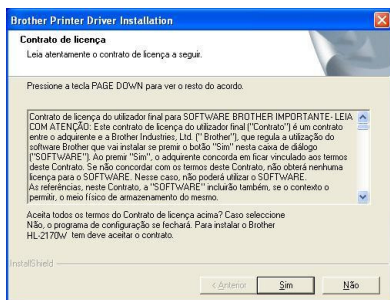 Brother Printer Driver Installation
Contrato de licença
Leia atentamente o contrato de licença a seguir.
Pressione a tecla PAGE DOWN para ver o resto do acordo.
Contrato de licença do utilizador final para SOFTWARE BROTHER IMPORTANTE- LEIA
COM ATENÇÃO: Este contrato de licença do utilizador final ("Contrato") é um contrato
entre o adquirente e a Brother Industries, Ltd. (" Brother"), que regula a utilização do
software Brother que vai instalar se premir o botão "Sim" nesta caixa de diálogo
("SOFTWARE"). Ao premir "Sim", o adquirente concorda em ficar vinculado aos termos
deste Contrato. Se não concordar com os termos deste Contrato, não obterá nenhuma
licença para o SOFTWARE. Nesse caso, não poderá utilizar o SOFTWARE.
As referências, neste Contrato, a "SOFTWARE" incluirão também, se o contexto o
permitir, o meio físico de armazenamento do mesmo.
Aceita todos os termos do Contrato de licença acima? Caso seleccione
Não, o programa de configuração se fechará. Para instalar o Brother
HL-2170W tem deve aceitar o contrato.
InstallShield
< Anterior Sim Não